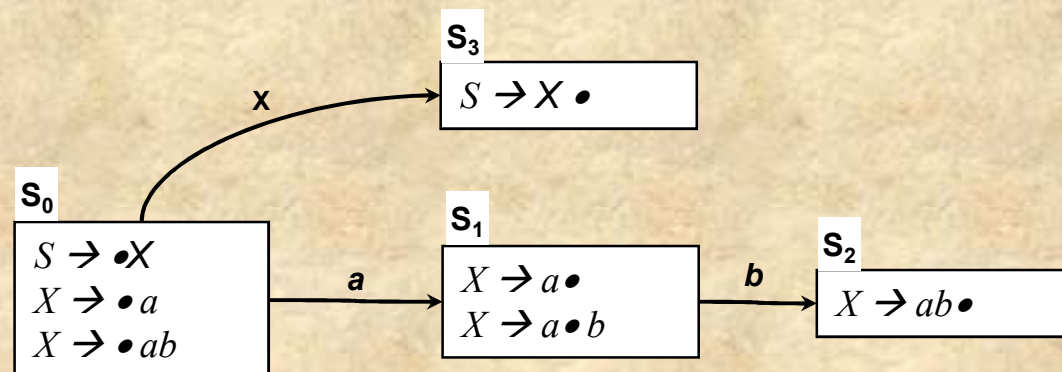 S₃
S → X •
X
S₀
S → •X
X → • a
X → • ab
a
S₁
X → a•
X → a• b
b
S₂
X → ab•